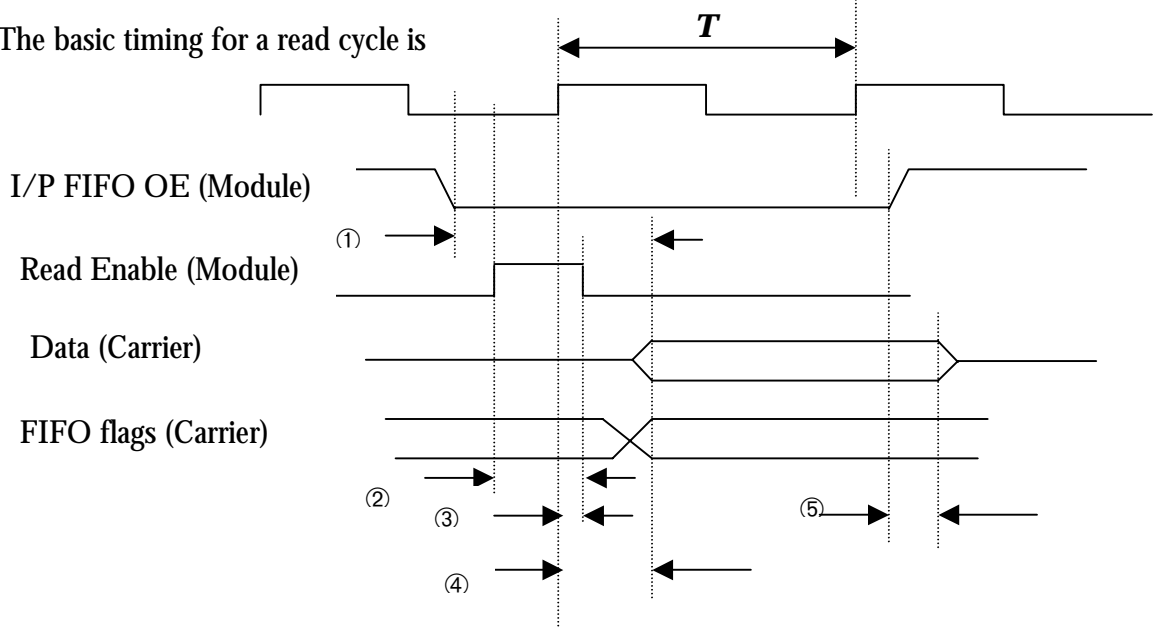 The basic timing for a read cycle is
T
I/P FIFO OE (Module)
①
Read Enable (Module)
Data (Carrier)
FIFO flags (Carrier)
②
③
⑤
④